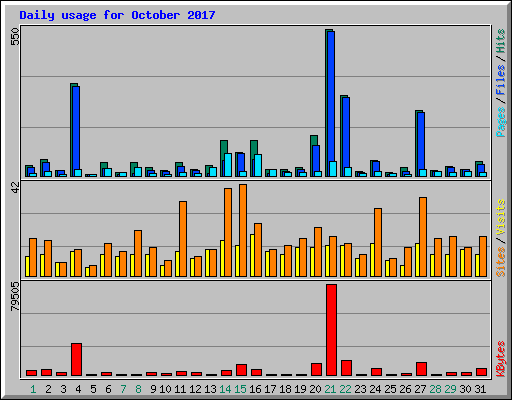 Daily usage for October 2017
550
Pages / Files / Hits
42
Sites / Visits
79505
KBytes
1 2 3 4 5 6 7 8 9 10 11 12 13 14 15 16 17 18 19 20 21 22 23 24 25 26 27 28 29 30 31